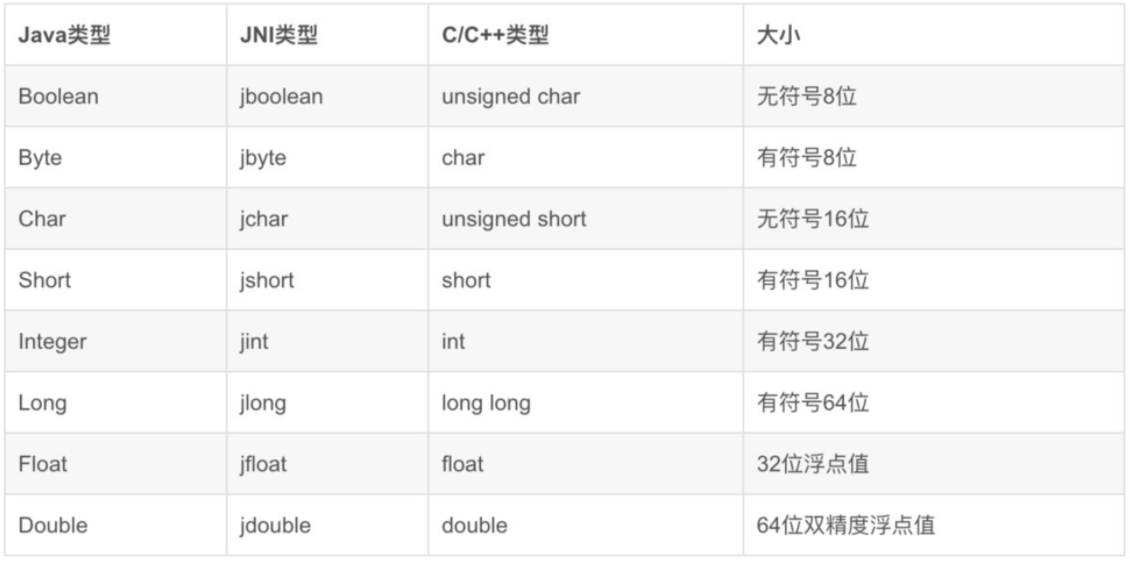 Java类型 JNI类型 C/C++类型 大小
Boolean jboolean unsigned char 无符号8位
Byte jbyte char 有符号8位
Char jchar unsigned short 无符号16位
Short jshort short 有符号16位
Integer jint int 有符号32位
Long jlong long long 有符号64位
Float jfloat float 32位浮点值
Double jdouble double 64位双精度浮点值